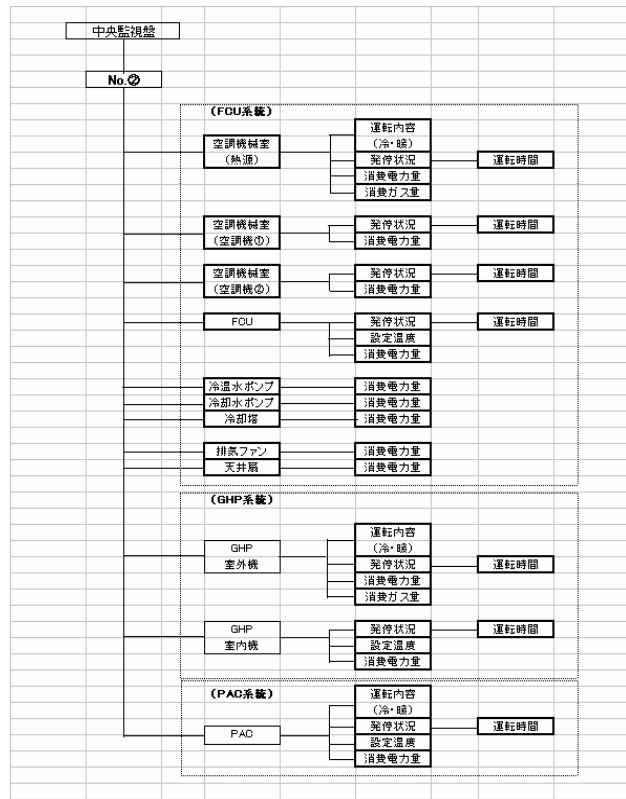 中央監視盤
No.②
(FCU系統)
空調機械室
(熱源)
運転内容
(冷・暖)
発停状況
運転時間
消費電力量
消費ガス量
空調機械室
(空調機①)
発停状況
運転時間
消費電力量
空調機械室
(空調機②)
発停状況
運転時間
消費電力量
FCU
発停状況
運転時間
設定温度
消費電力量
冷温水ポンプ
消費電力量
冷却水ポンプ
消費電力量
冷却塔
消費電力量
排気ファン
消費電力量
天井扇
消費電力量
(GHP系統)
GHP
室外機
運転内容
(冷・暖)
発停状況
運転時間
消費電力量
消費ガス量
GHP
室内機
発停状況
運転時間
設定温度
消費電力量
(PAC系統)
PAC
運転内容
(冷・暖)
発停状況
運転時間
設定温度
消費電力量